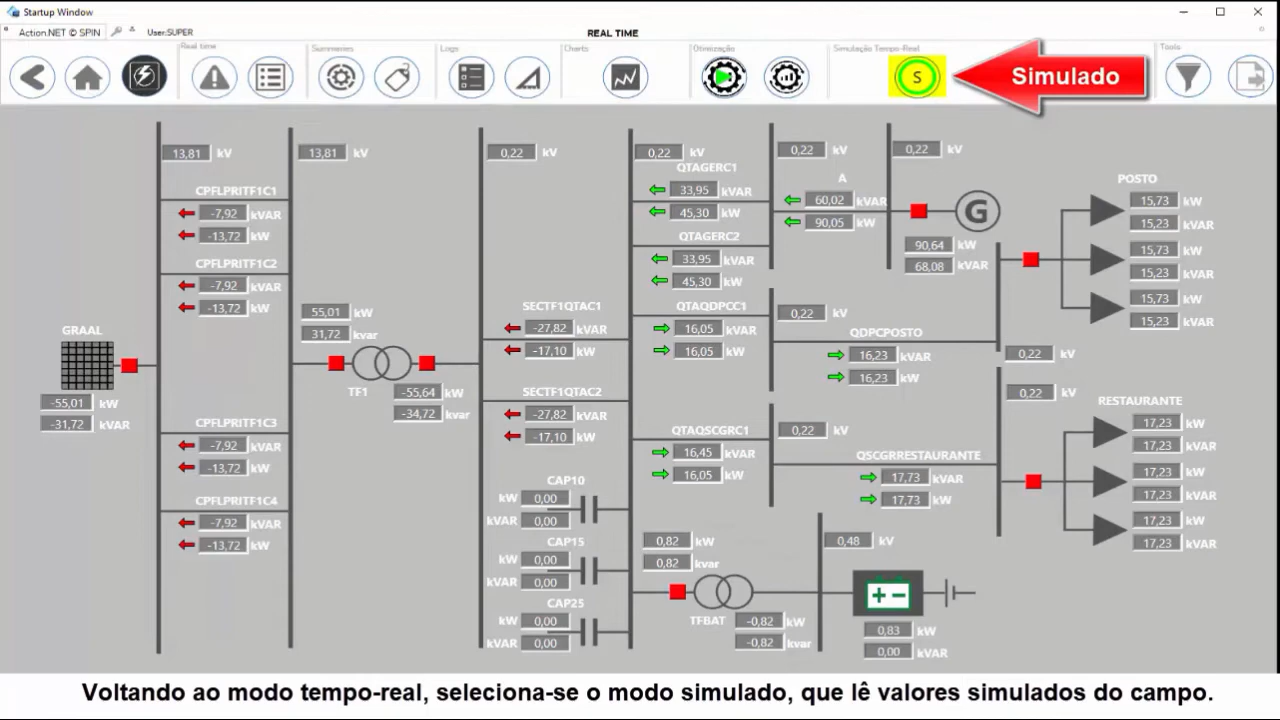 Startup Window
Action.NET © SPIN
User:SUPER
REAL TIME
Real time
Summaries
Logs
Charts
Otimização
Simulação Tempo-Real
Tools
S
Simulado
13,81 kV
13,81 kV
0,22 kV
0,22 kV
0,22 kV
0,22 kV
CPFLPRITF1C1
-7,92 kVAR
-13,72 kW
CPFLPRITF1C2
-7,92 kVAR
-13,72 kW
GRAAL
-55,01 kW
-31,72 kVAR
CPFLPRITF1C3
-7,92 kVAR
-13,72 kW
CPFLPRITF1C4
-7,92 kVAR
-13,72 kW
55,01 kW
31,72 kvar
TF1
-55,64 kW
-34,72 kvar
SECTF1QTAC1
-27,82 kVAR
-17,10 kW
SECTF1QTAC2
-27,82 kVAR
-17,10 kW
CAP10
kW 0,00
kVAR 0,00
CAP15
kW 0,00
kVAR 0,00
CAP25
kW 0,00
kVAR 0,00
QTAGERC1
33,95 kVAR
45,30 kW
QTAGERC2
33,95 kVAR
45,30 kW
QTAQDPCC1
16,05 kVAR
16,05 kW
QTAQSCGRC1
16,45 kVAR
16,05 kW
0,82 kW
0,82 kvar
TFBAT
-0,82 kW
-0,82 kvar
A
60,02 kVAR
90,05 kW
G
90,64 kW
68,08 kVAR
0,22 kV
QDPCPOSTO
16,23 kVAR
16,23 kW
0,22 kV
0,22 kV
0,22 kV
QSCGRRESTAURANTE
17,73 kVAR
17,73 kW
0,48 kV
0,83 kW
0,00 kVAR
POSTO
15,73 kW
15,23 kVAR
15,73 kW
15,23 kVAR
15,73 kW
15,23 kVAR
RESTAURANTE
17,23 kW
17,23 kVAR
17,23 kW
17,23 kVAR
17,23 kW
17,23 kVAR
Voltando ao modo tempo-real, seleciona-se o modo simulado, que lê valores simulados do campo.